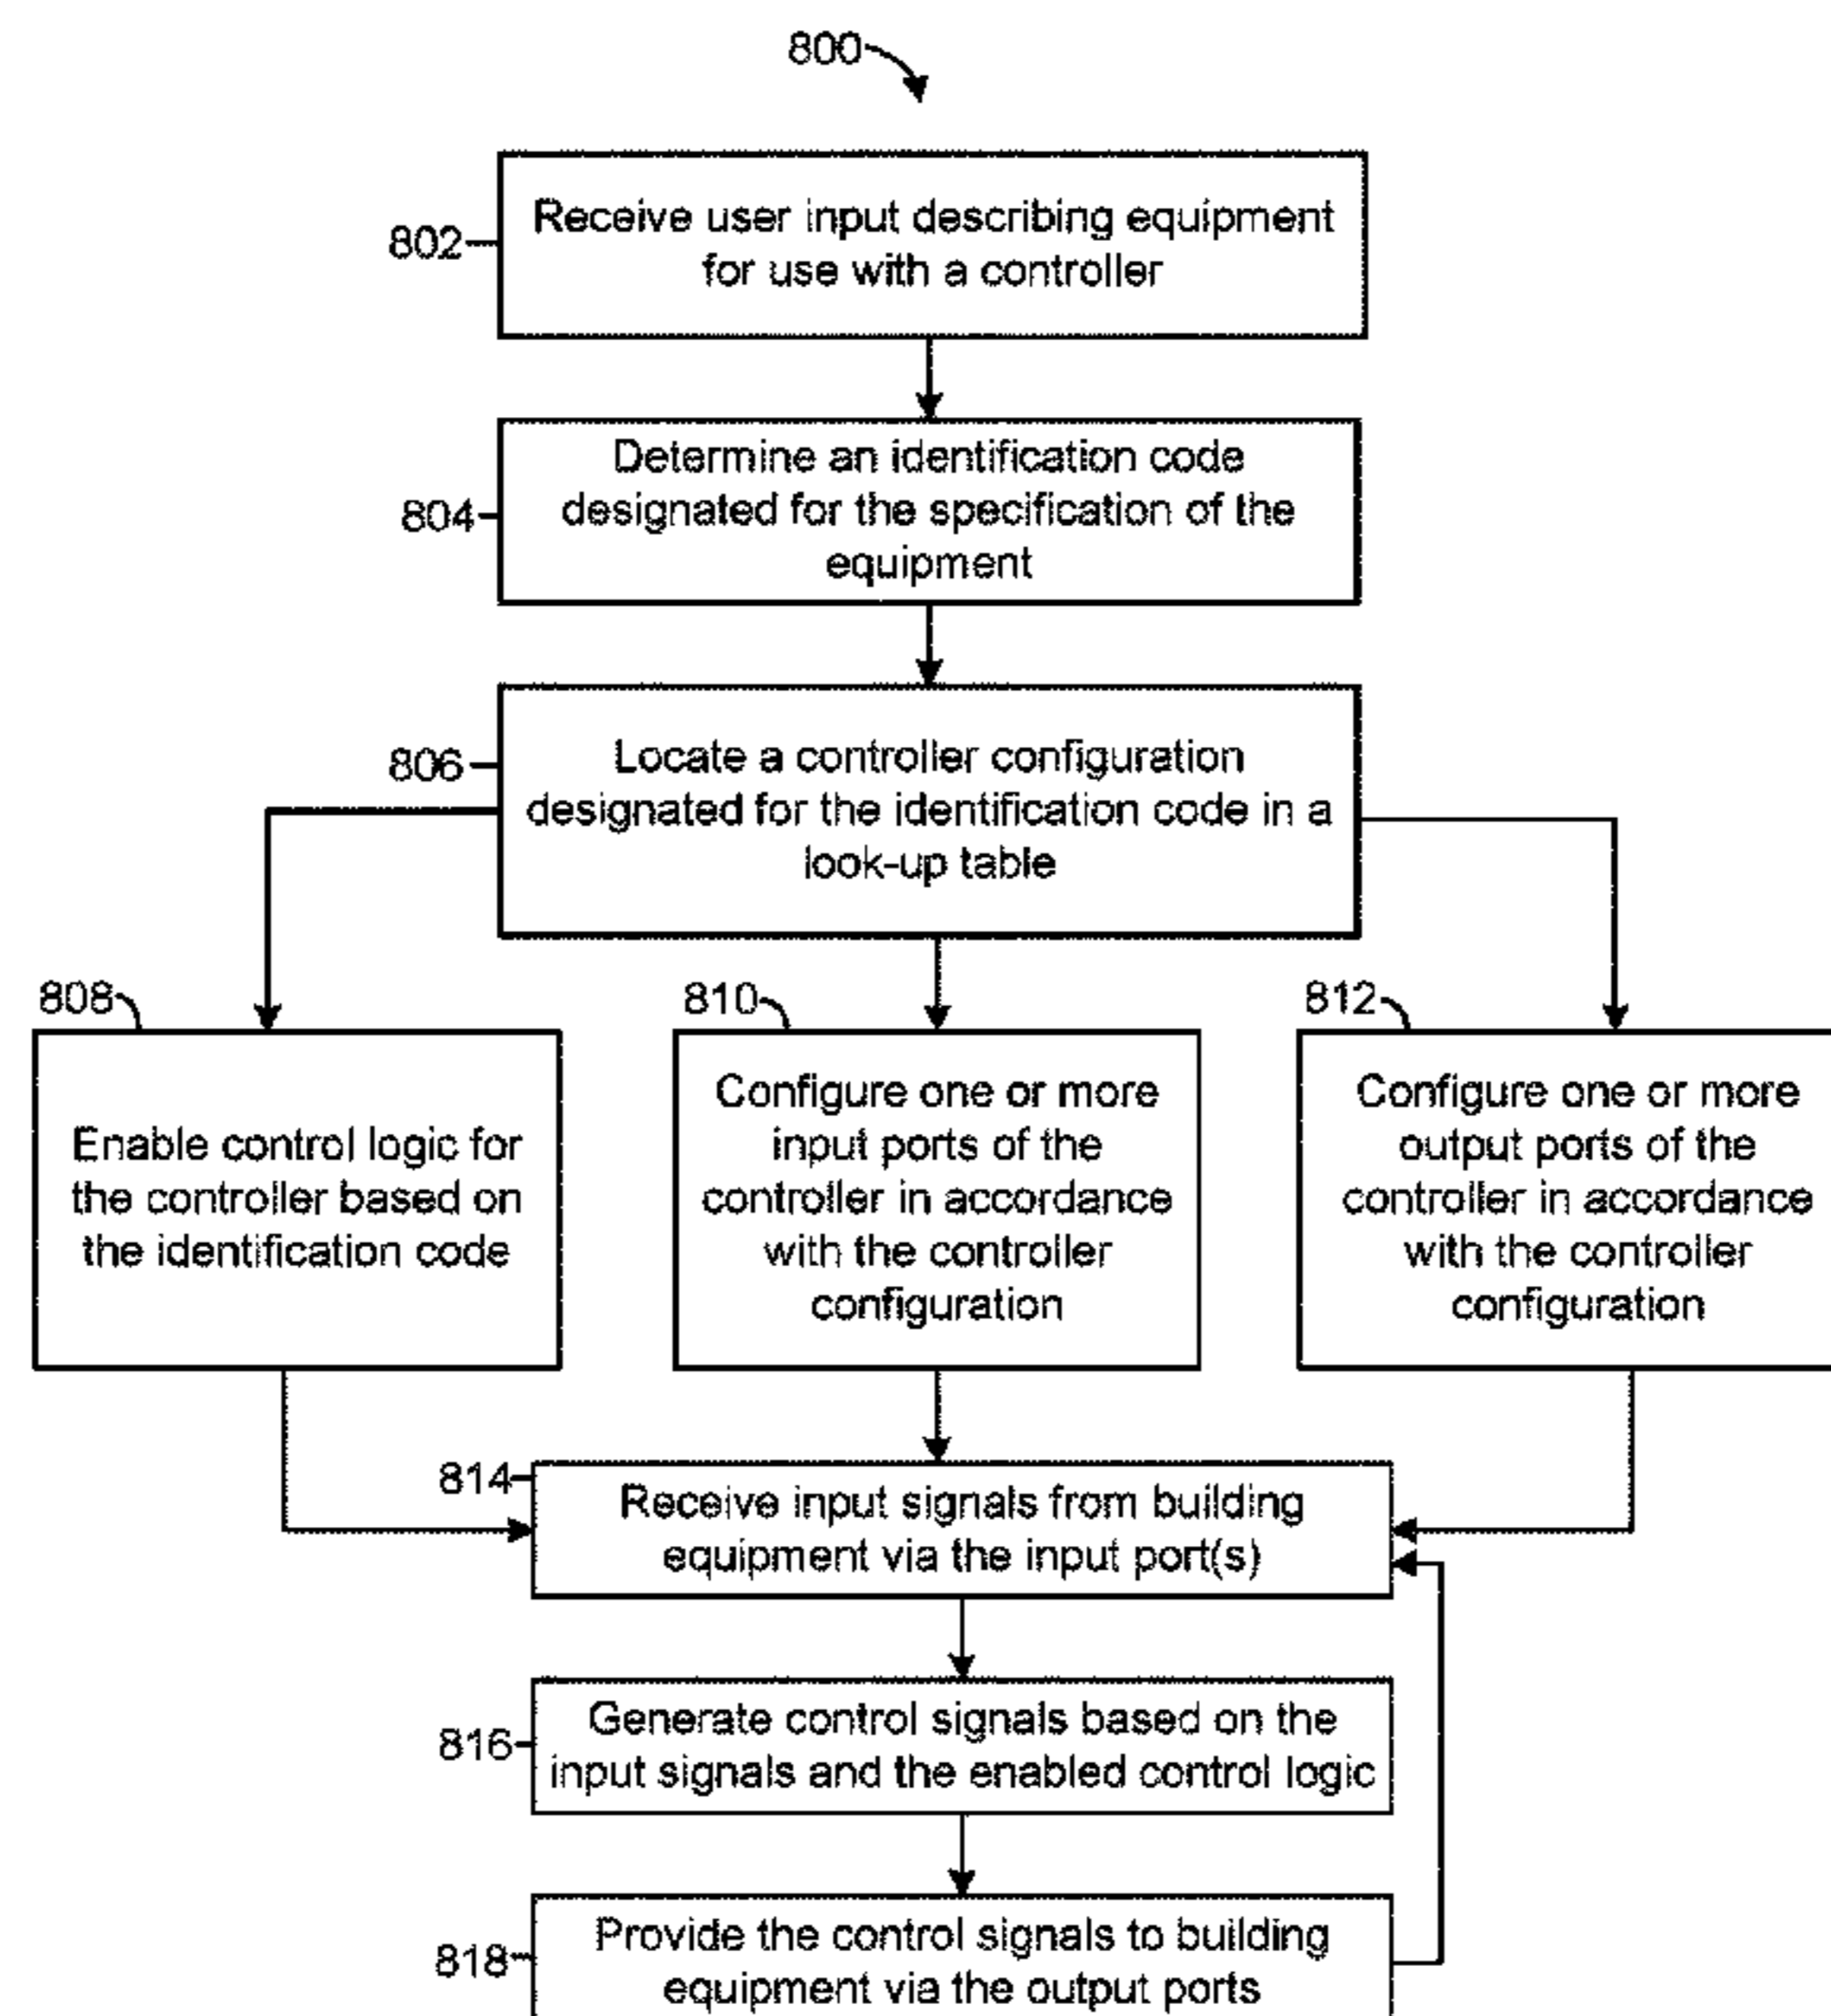 800
802
Receive user input describing equipment
for use with a controller
804
Determine an identification code
designated for the specification of the
equipment
806
Locate a controller configuration
designated for the identification code in a
look-up table
808
Enable control logic for
the controller based on
the identification code
810
Configure one or more
input ports of the
controller in accordance
with the controller
configuration
812
Configure one or more
output ports of the
controller in accordance
with the controller
configuration
814
Receive input signals from building
equipment via the input port(s)
816
Generate control signals based on the
input signals and the enabled control logic
818
Provide the control signals to building
equipment via the output ports